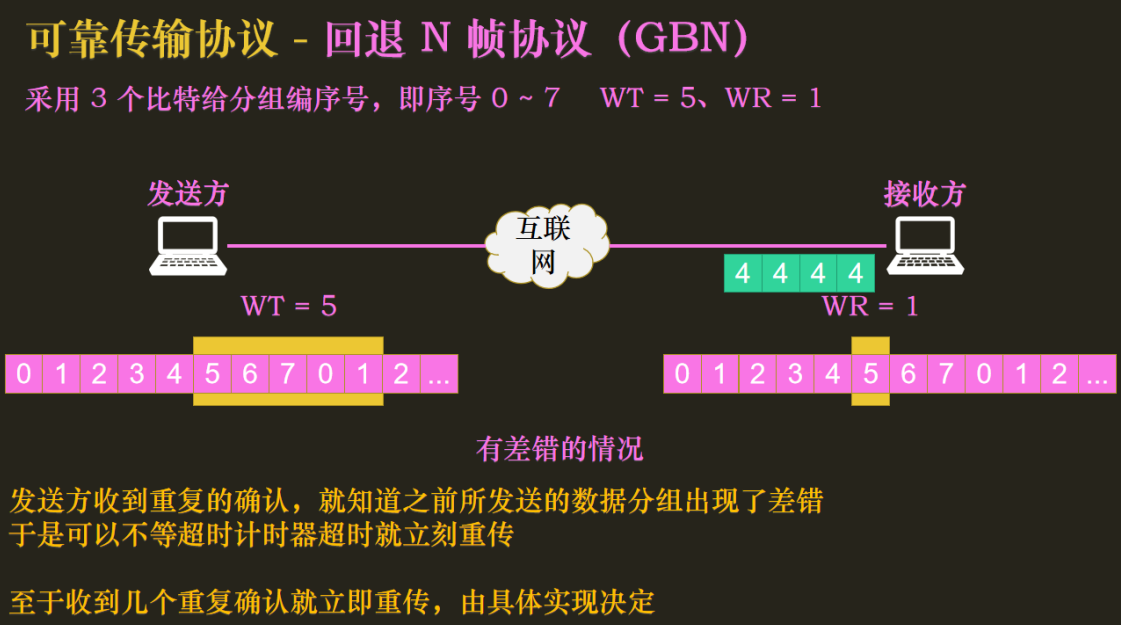 可靠传输协议 - 回退 N 帧协议（GBN）
采用 3 个比特给分组编序号，即序号 0 ~ 7 WT = 5、WR = 1
发送方
接收方
互联
网
4 4 4 4
WT = 5
WR = 1
0 1 2 3 4 5 6 7 0 1 2 ...
0 1 2 3 4 5 6 7 0 1 2 ...
有差错的情况
发送方收到重复的确认，就知道之前所发送的数据分组出现了差错
于是可以不等超时计时器超时就立刻重传
至于收到几个重复确认就立即重传，由具体实现决定